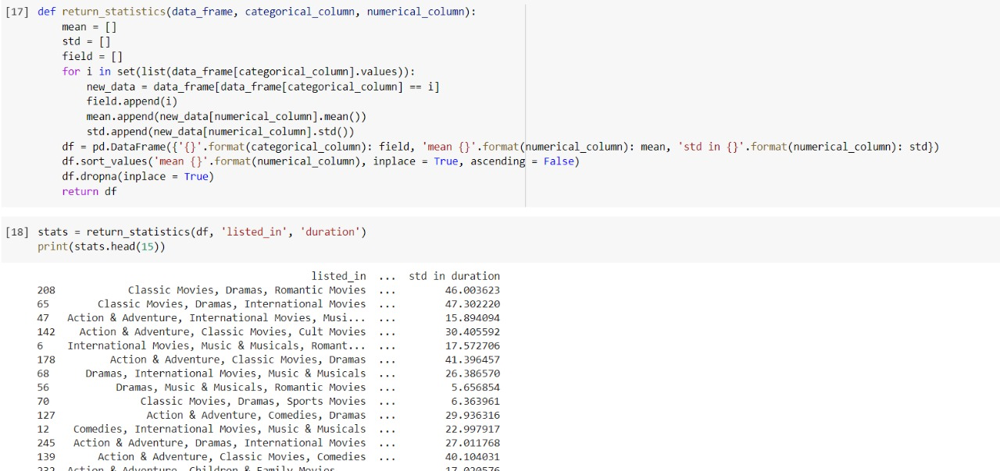 [17] def return_statistics(data_frame, categorical_column, numerical_column):
    mean = []
    std = []
    field = []
    for i in set(list(data_frame[categorical_column].values)):
        new_data = data_frame[data_frame[categorical_column] == i]
        field.append(i)
        mean.append(new_data[numerical_column].mean())
        std.append(new_data[numerical_column].std())
    df = pd.DataFrame({'{}'.format(categorical_column): field, 'mean {}'.format(numerical_column): mean, 'std in {}'.format(numerical_column): std})
    df.sort_values('mean {}'.format(numerical_column), inplace = True, ascending = False)
    df.dropna(inplace = True)
    return df
[18] stats = return_statistics(df, 'listed_in', 'duration')
print(stats.head(15))
listed_in ... std in duration
208 Classic Movies, Dramas, Romantic Movies ... 46.003623
65 Classic Movies, Dramas, International Movies ... 47.302220
47 Action & Adventure, International Movies, Musi... ... 15.894094
142 Action & Adventure, Classic Movies, Cult Movies ... 30.405592
6 International Movies, Music & Musicals, Romant... ... 17.572706
178 Action & Adventure, Classic Movies, Dramas ... 41.396457
68 Dramas, International Movies, Music & Musicals ... 26.386570
56 Dramas, Music & Musicals, Romantic Movies ... 5.656854
70 Classic Movies, Dramas, Sports Movies ... 6.363961
127 Action & Adventure, Comedies, Dramas ... 29.936316
12 Comedies, International Movies, Music & Musicals ... 22.997917
245 Action & Adventure, Dramas, International Movies ... 27.011768
139 Action & Adventure, Classic Movies, Comedies ... 40.104031
232 Action & Adventure, Children & Family Movies ... 17.020576